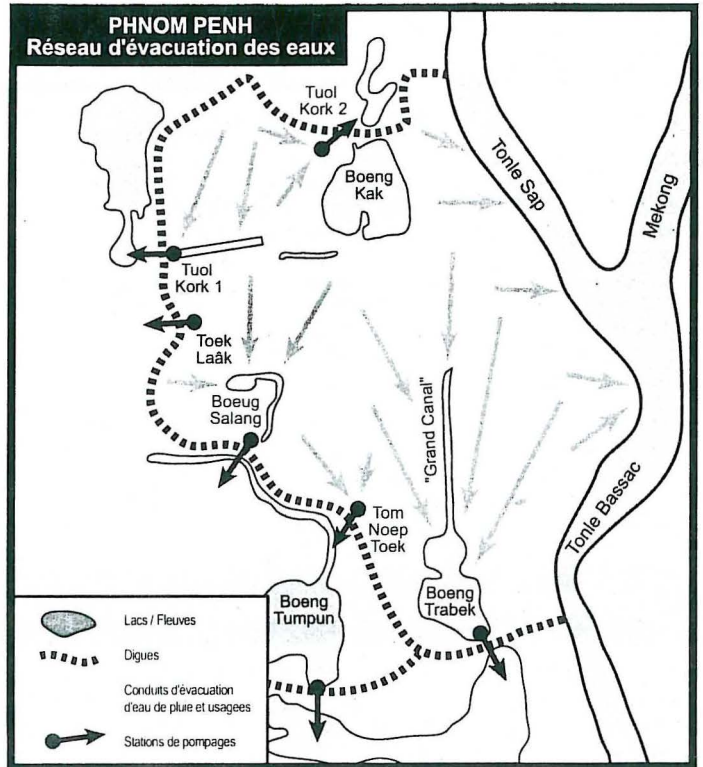 PHNOM PENH
Réseau d'évacuation des eaux
Tuol
Kork 2
Boeng
Kak
Tonle Sap
Mekong
Tuol
Kork 1
Toek
Laâk
Boeug
Salang
"Grand Canal"
Tom
Noep
Toek
Tonle Bassac
Boeng
Trabek
Boeng
Tumpun
Lacs / Fleuves
Digues
Conduits d'évacuation
d'eau de pluie et usagees
Stations de pompages